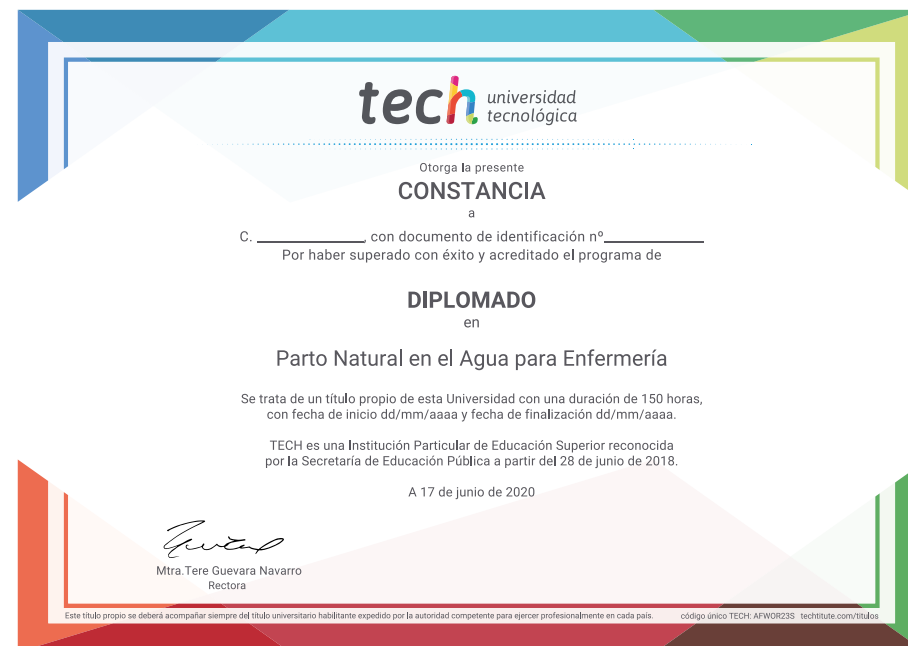 tech universidad
tecnológica
Otorga la presente
CONSTANCIA
a
C. ______________, con documento de identificación nº_____________
Por haber superado con éxito y acreditado el programa de
DIPLOMADO
en
Parto Natural en el Agua para Enfermería
Se trata de un título propio de esta Universidad con una duración de 150 horas,
con fecha de inicio dd/mm/aaaa y fecha de finalización dd/mm/aaaa.
TECH es una Institución Particular de Educación Superior reconocida
por la Secretaría de Educación Pública a partir del 28 de junio de 2018.
A 17 de junio de 2020
Mtra.Tere Guevara Navarro
Rectora
Este título propio se deberá acompañar siempre del título universitario habilitante expedido por la autoridad competente para ejercer profesionalmente en cada país. código único TECH: AFWOR23S techtitute.com/titulos